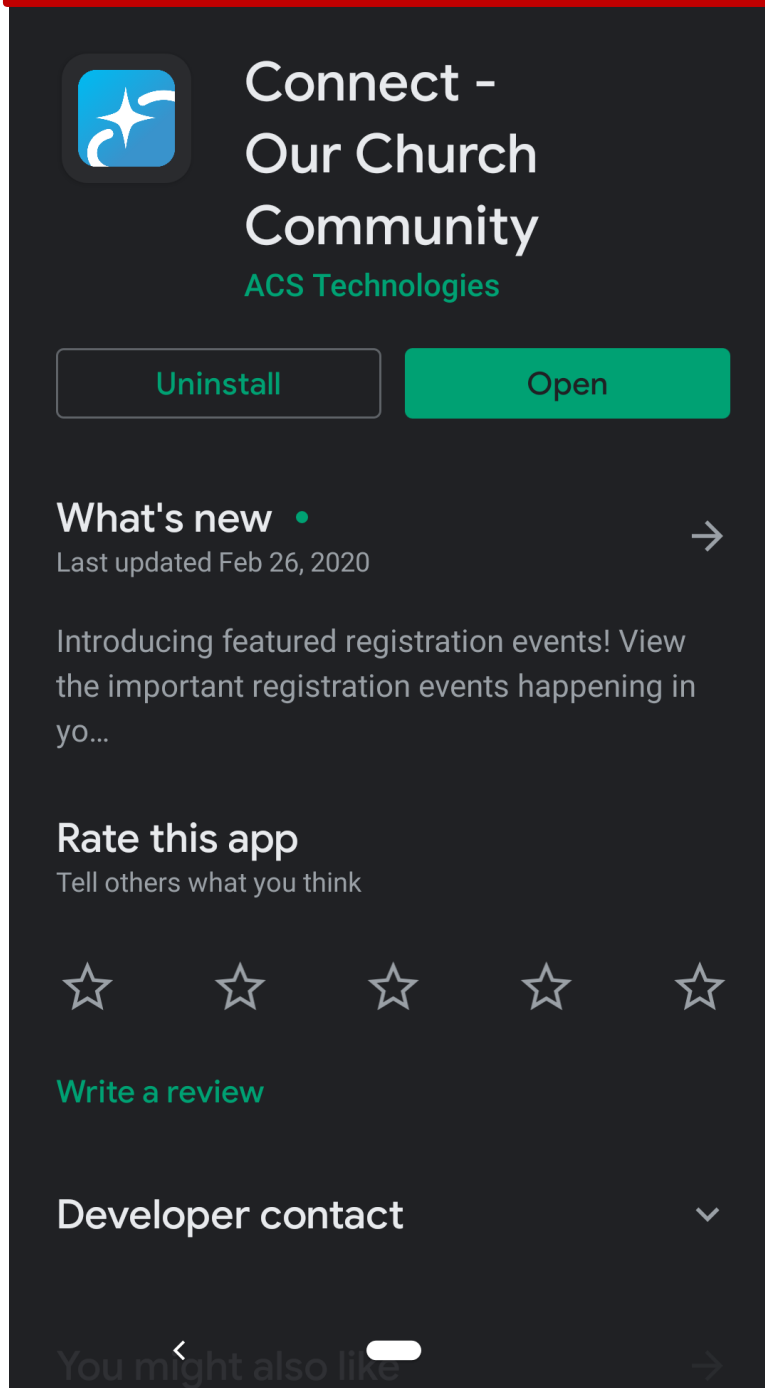 Connect -
Our Church
Community
ACS Technologies
Uninstall
Open
What's new
Last updated Feb 26, 2020
Introducing featured registration events! View
the important registration events happening in
yo...
Rate this app
Tell others what you think
Write a review
Developer contact
You might also like